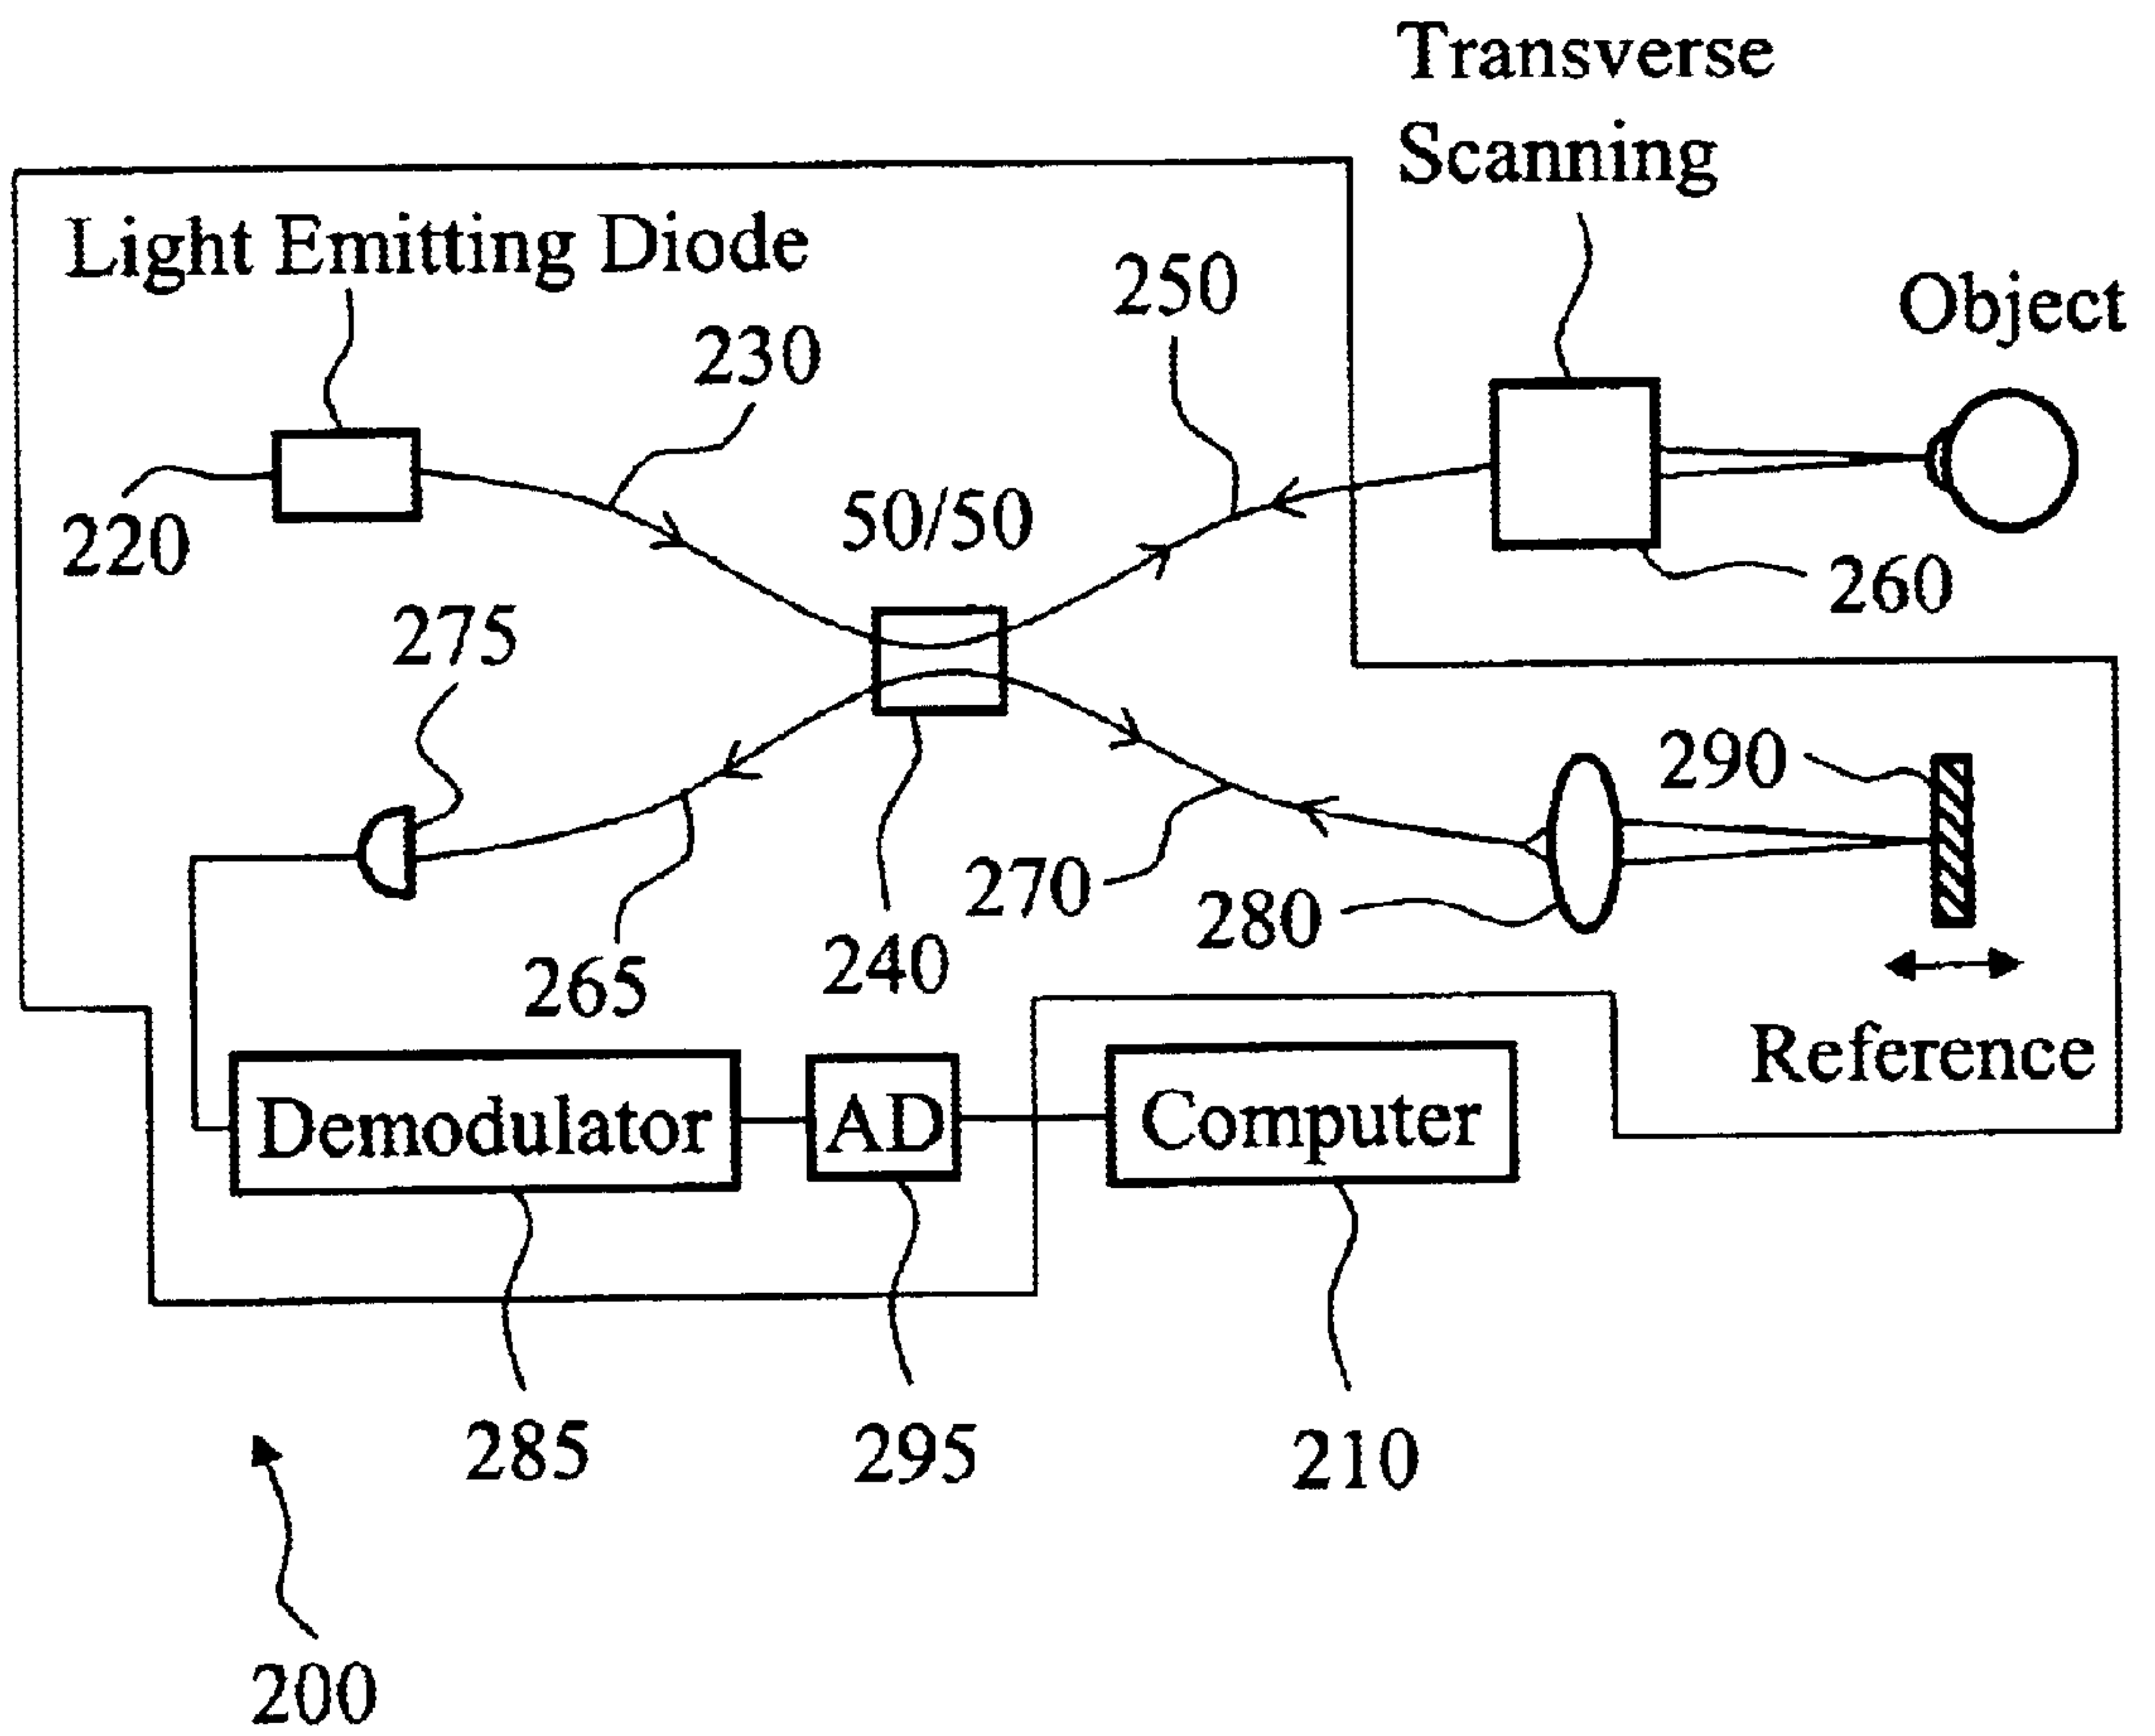 Transverse
Scanning
Light Emitting Diode
250
Object
230
50/50
220
260
275
290
270
280
240
265
Reference
Demodulator
AD
Computer
285
295
210
200